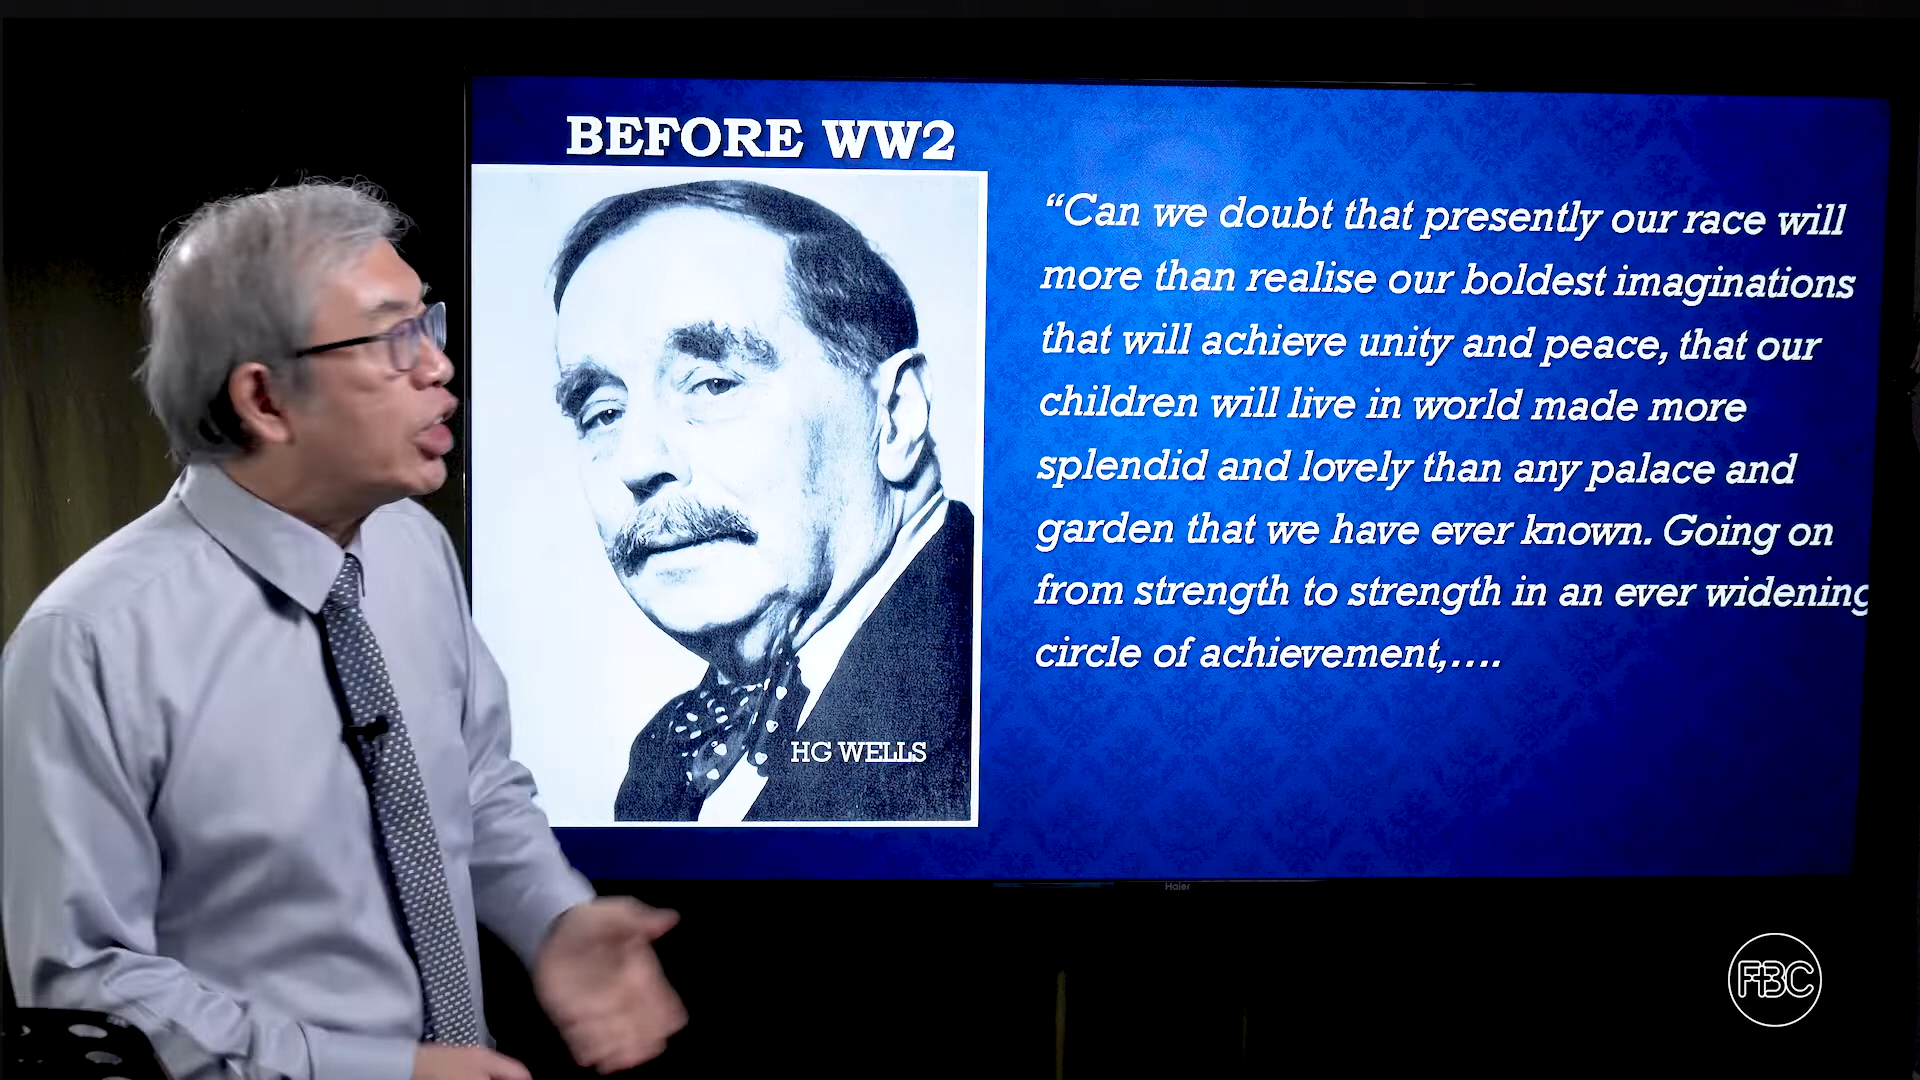 BEFORE WW2
“Can we doubt that presently our race will
more than realise our boldest imaginations
that will achieve unity and peace, that our
children will live in world made more
splendid and lovely than any palace and
garden that we have ever known. Going on
from strength to strength in an ever widening
circle of achievement,....
HG WELLS
Haier
FBC